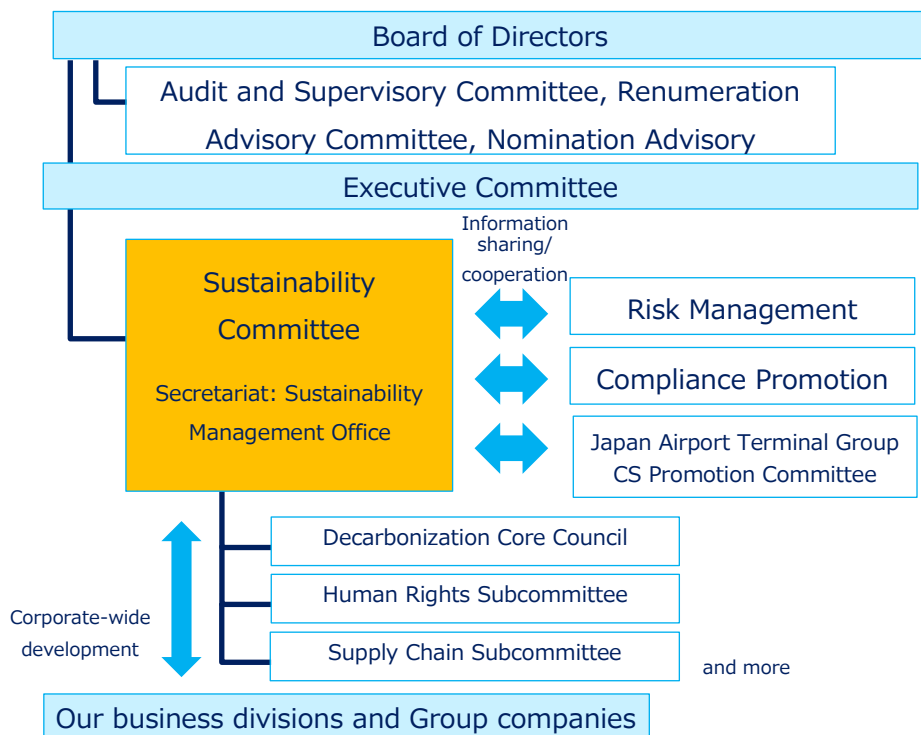 Board of Directors
Audit and Supervisory Committee, Renumeration
Advisory Committee, Nomination Advisory
Executive Committee
Information
sharing/
cooperation
Sustainability
Committee
Secretariat: Sustainability
Management Office
Risk Management
Compliance Promotion
Japan Airport Terminal Group
CS Promotion Committee
Decarbonization Core Council
Human Rights Subcommittee
Supply Chain Subcommittee
and more
Corporate-wide
development
Our business divisions and Group companies